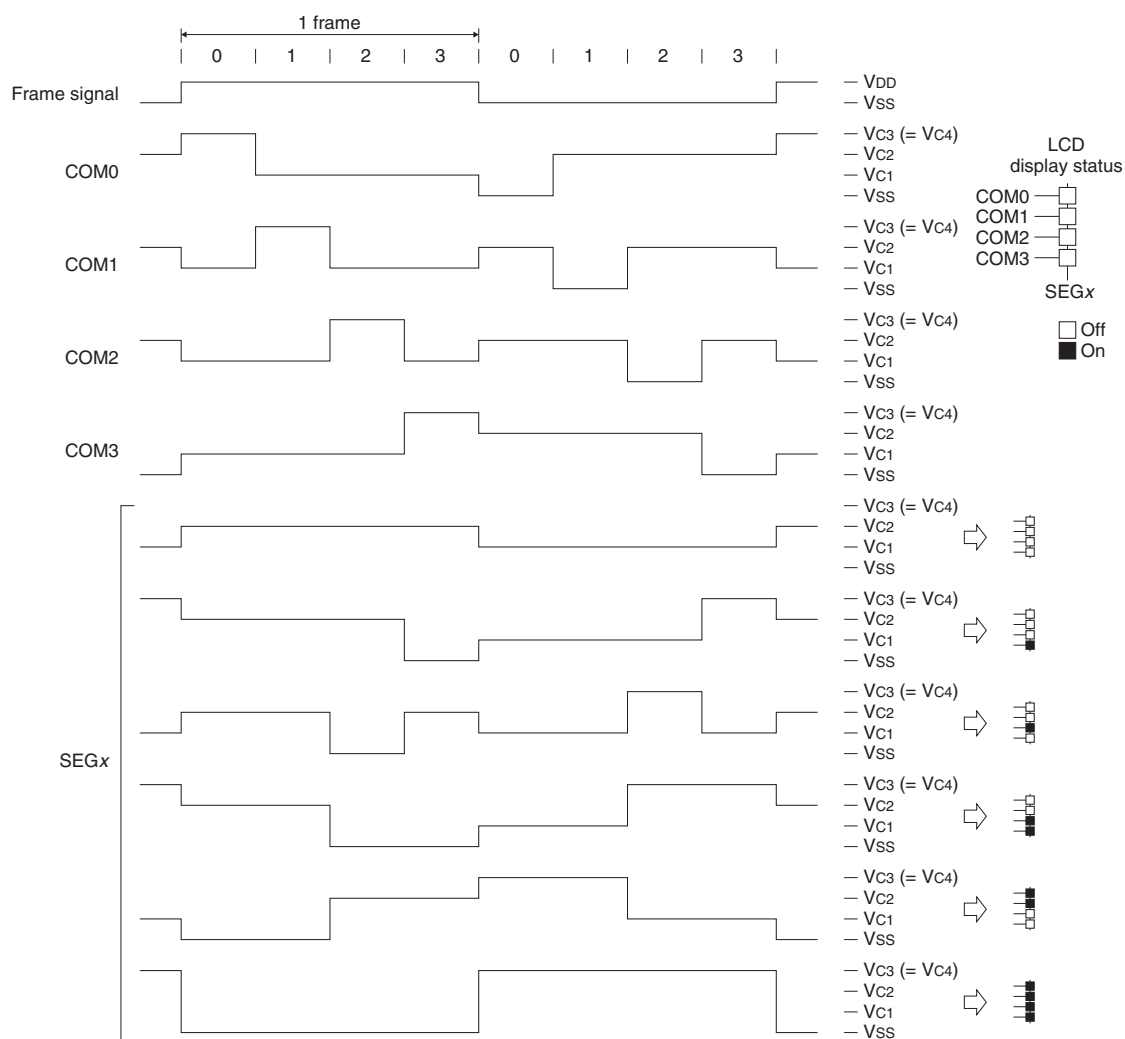 1 frame
| 0 | 1 | 2 | 3 | 0 | 1 | 2 | 3 |
Frame signal
VDD
VSS
COM0
VC3 (= VC4)
VC2
VC1
VSS
LCD
display status
COM0
COM1
COM2
COM3
SEGx
Off
On
COM1
VC3 (= VC4)
VC2
VC1
VSS
COM2
VC3 (= VC4)
VC2
VC1
VSS
COM3
VC3 (= VC4)
VC2
VC1
VSS
SEGx
VC3 (= VC4)
VC2
VC1
VSS
VC3 (= VC4)
VC2
VC1
VSS
VC3 (= VC4)
VC2
VC1
VSS
VC3 (= VC4)
VC2
VC1
VSS
VC3 (= VC4)
VC2
VC1
VSS
VC3 (= VC4)
VC2
VC1
VSS